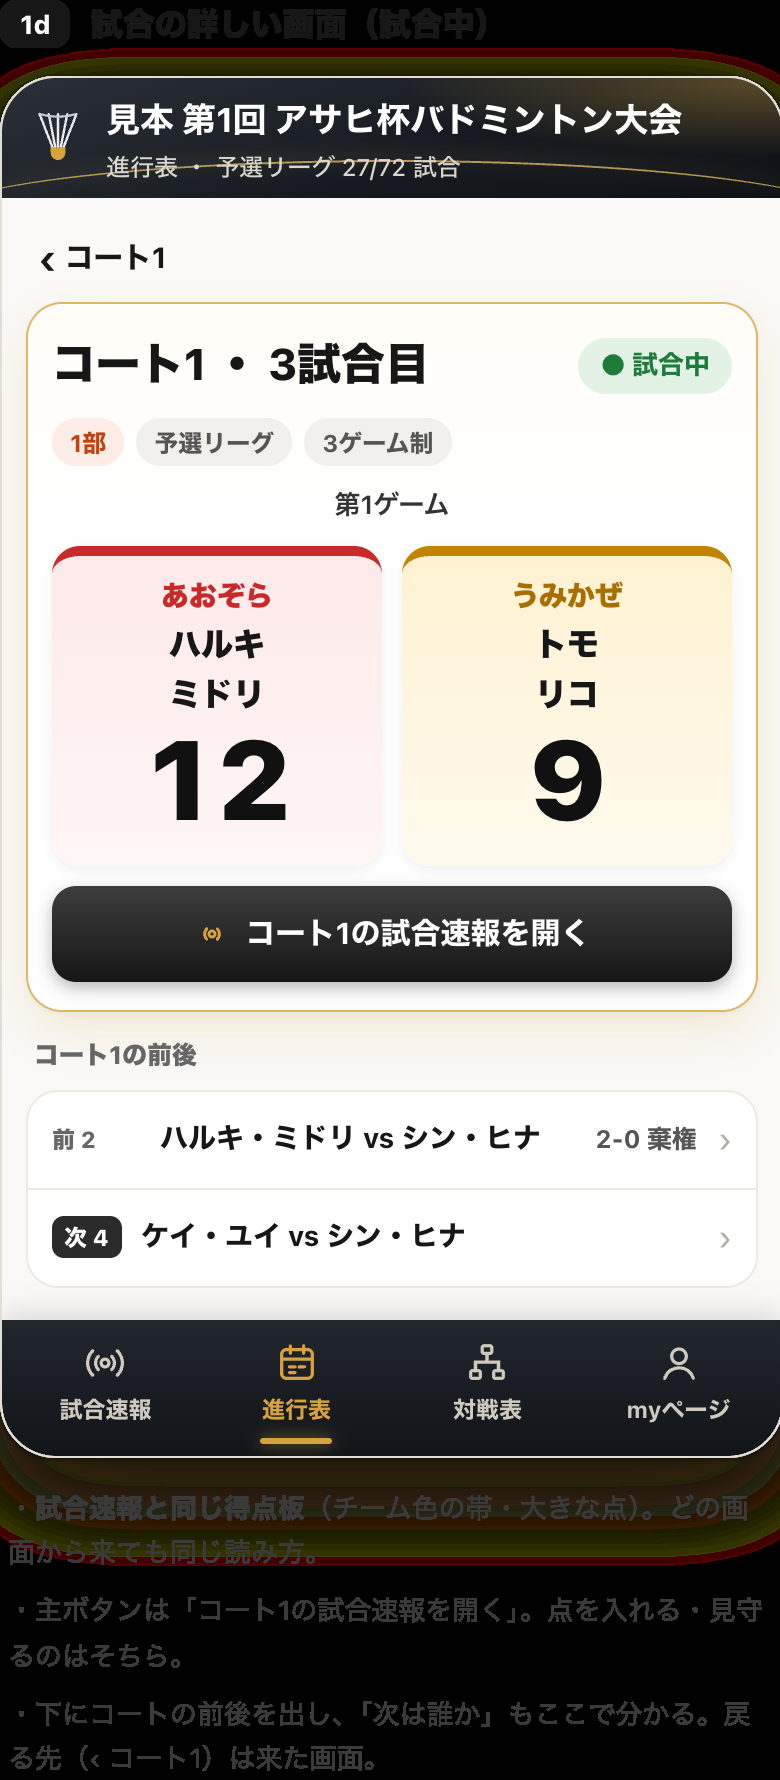 1d 試合の詳しい画面（試合中）
見本 第1回 アサヒ杯バドミントン大会
進行表 ・ 予選リーグ 27/72 試合
‹ コート1
コート1 ・ 3試合目
● 試合中
1部 予選リーグ 3ゲーム制
第1ゲーム
あおぞら
ハルキ
ミドリ
12
うみかぜ
トモ
リコ
9
コート1の試合速報を開く
コート1の前後
前 2 ハルキ・ミドリ vs シン・ヒナ 2-0 棄権 ›
次 4 ケイ・ユイ vs シン・ヒナ ›
試合速報 進行表 対戦表 myページ
・試合速報と同じ得点板（チーム色の帯・大きな点）。どの画
面から来ても同じ読み方。
・主ボタンは「コート1の試合速報を開く」。点を入れる・見守
るのはそちら。
・下にコートの前後を出し、「次は誰か」もここで分かる。戻
る先（‹ コート1）は来た画面。